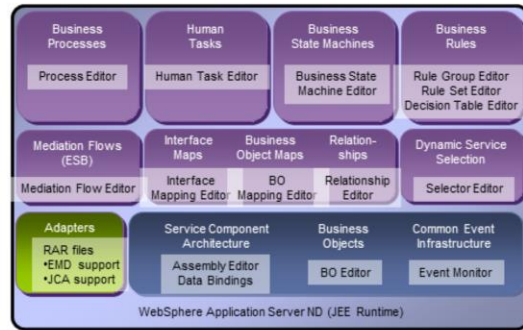 Business
Processes
Process Editor
Human
Tasks
Human Task Editor
Business
State Machines
Business State
Machine Editor
Business
Rules
Rule Group Editor
Rule Set Editor
Decision Table Editor
Mediation Flows
(ESB)
Mediation Flow Editor
Interface
Maps
Interface
Mapping Editor
Business
Object Maps
BO
Mapping Editor
Relation-
ships
Relationship
Editor
Dynamic Service
Selection
Selector Editor
Adapters
RAR files
•EMD support
•JCA support
Service Component
Architecture
Assembly Editor
Data Bindings
Business
Objects
BO Editor
Common Event
Infrastructure
Event Monitor
WebSphere Application Server ND (JEE Runtime)